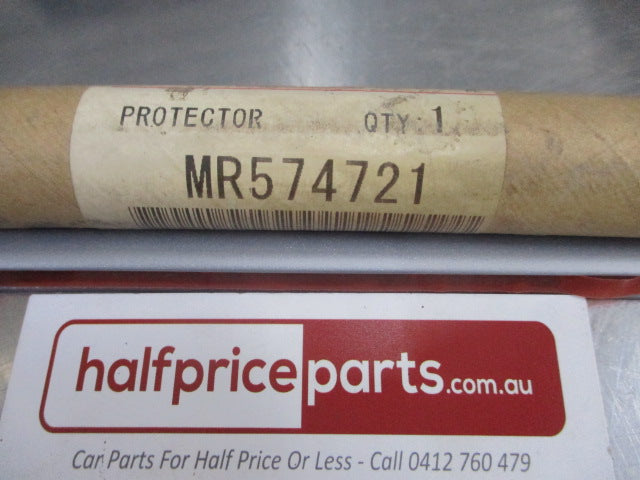 PROTECTOR QTY 1
MR574721
halfpriceparts.com.au
Car Parts For Half Price Or Less - Call 0412 760 479